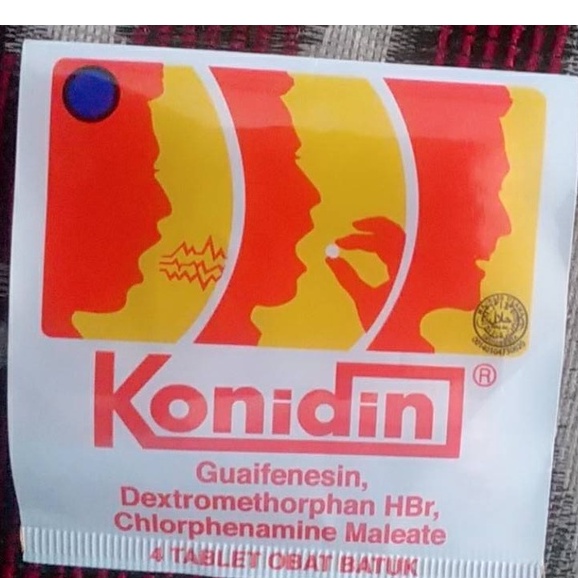 Konidin ®
Guaifenesin,
Dextromethorphan HBr,
Chlorphenamine Maleate
4 TABLET OBAT BATUK